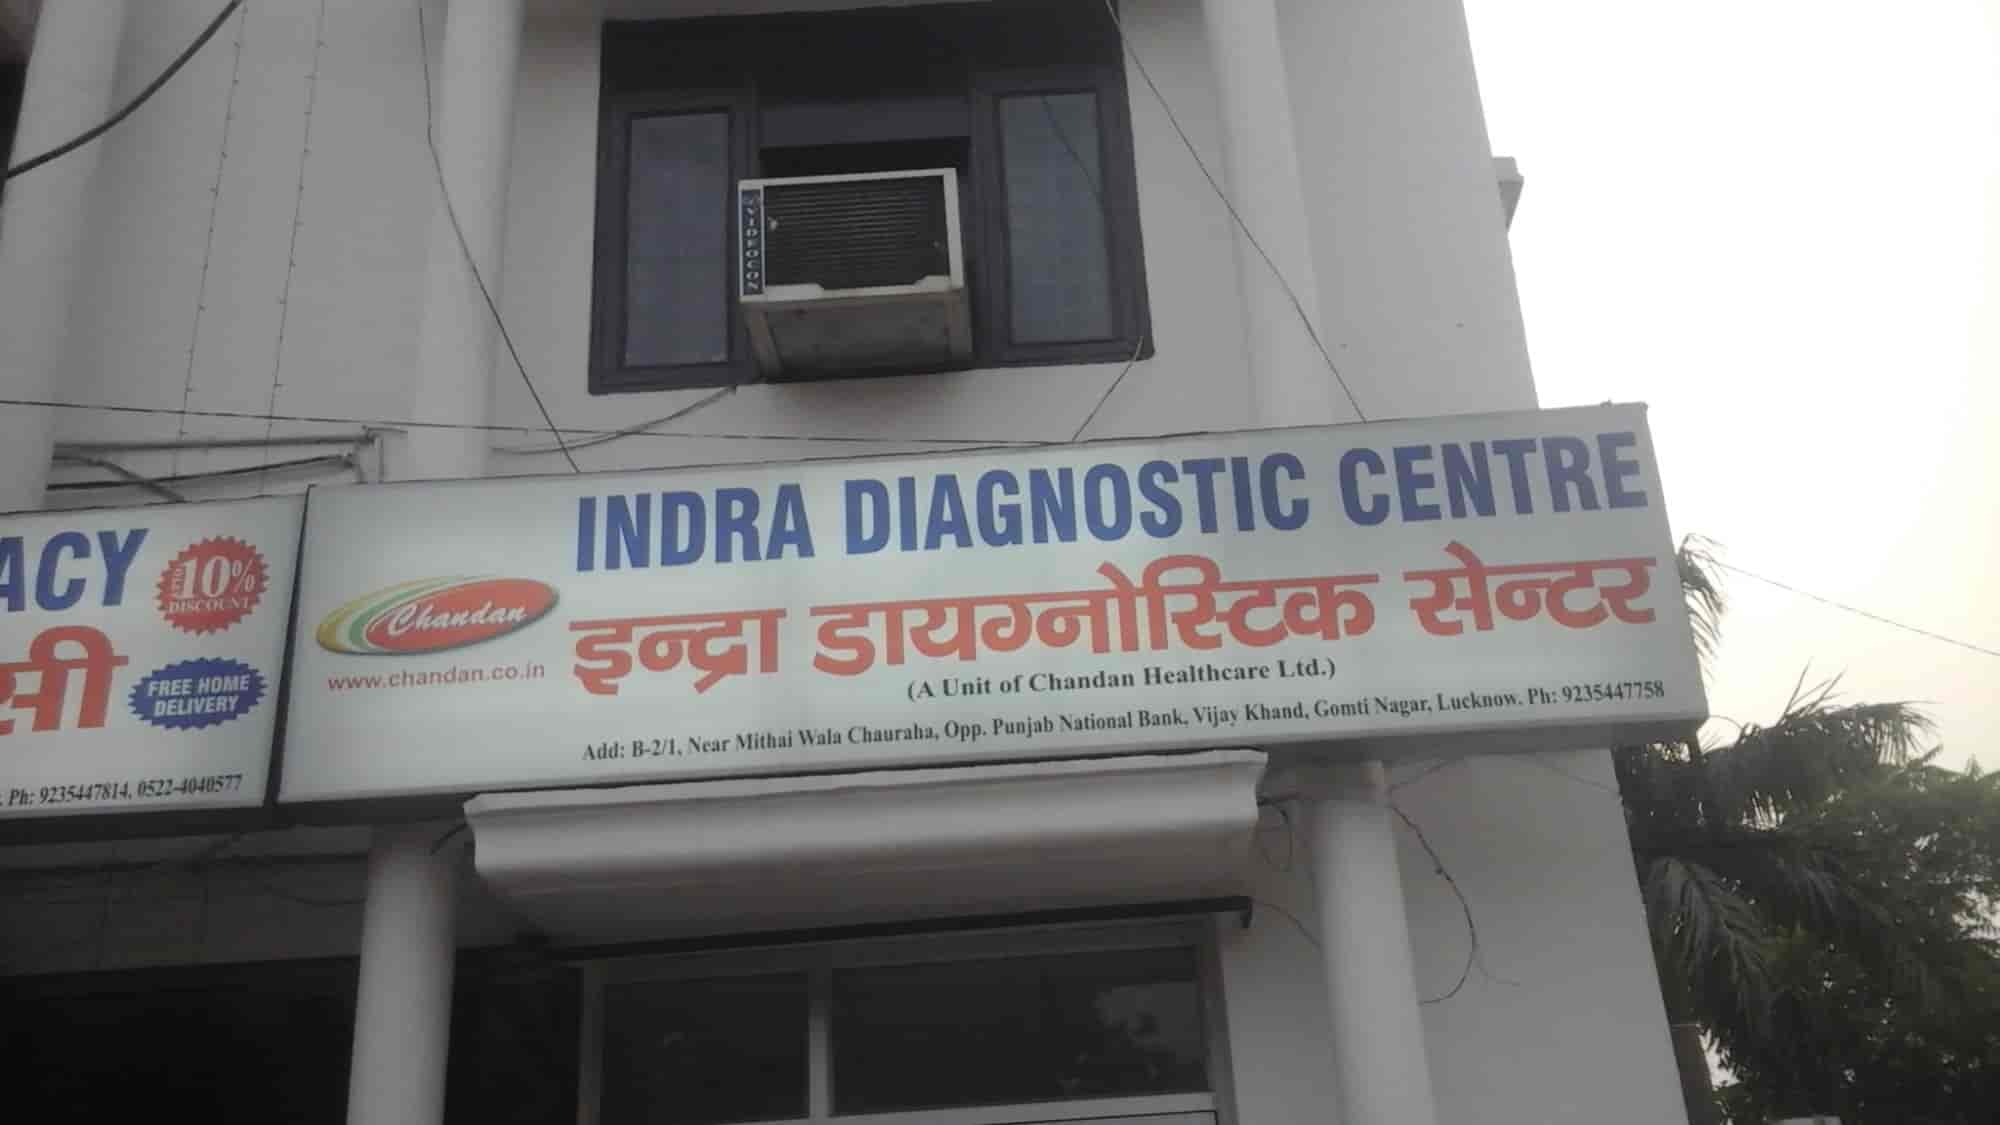 VIDEOCON
ACY
10%
DISCOUNT
सी
FREE HOME
DELIVERY
Ph: 9235447814, 0522-4040577
INDRA DIAGNOSTIC CENTRE
Chandan
www.chandan.co.in
इन्द्रा डायग्नोस्टिक सेन्टर
(A Unit of Chandan Healthcare Ltd.)
Add: B-2/1, Near Mithai Wala Chauraha, Opp. Punjab National Bank, Vijay Khand, Gomti Nagar, Lucknow. Ph: 9235447758